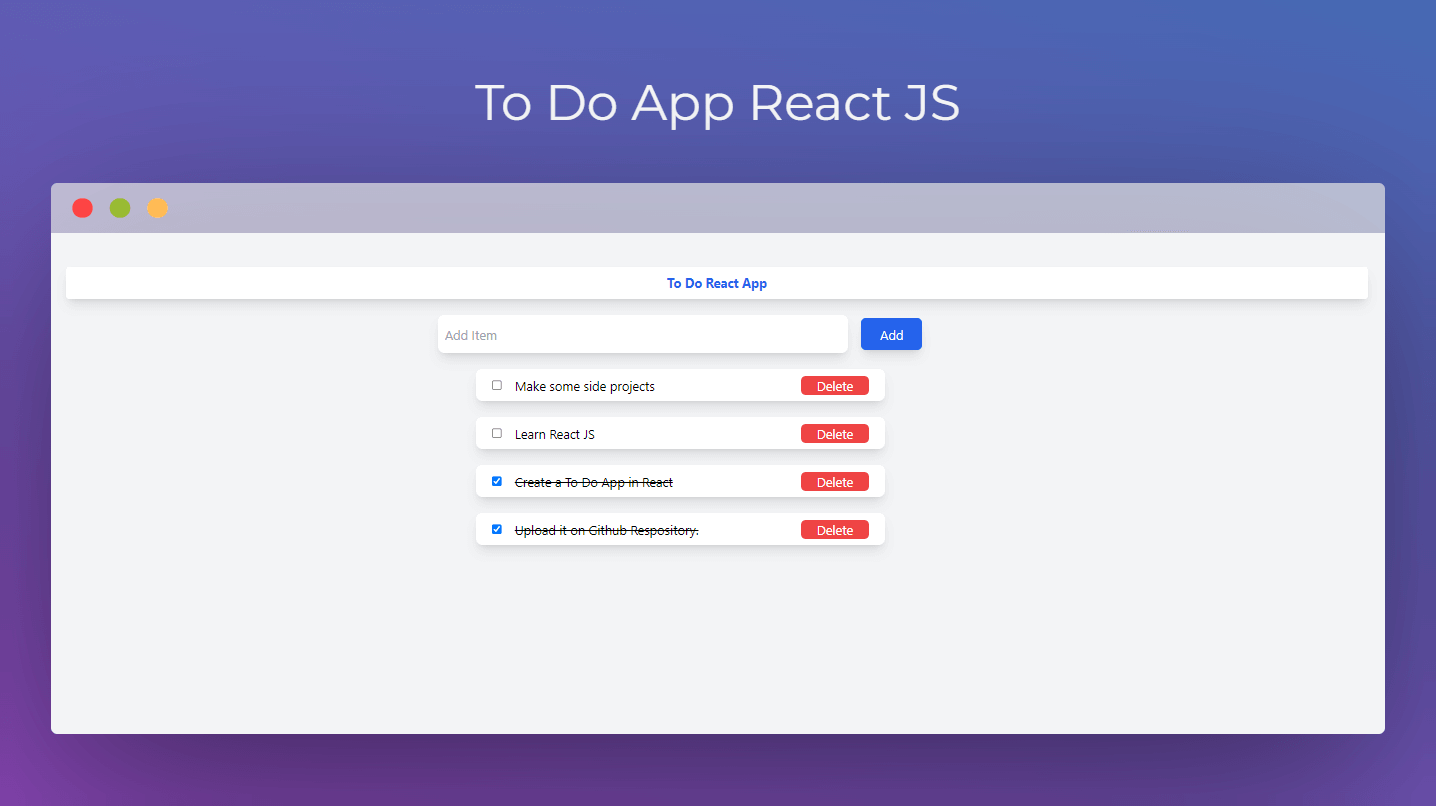 To Do App React JS
To Do React App
Add Item
Add
Make some side projects
Delete
Learn React JS
Delete
Create a To Do App in React
Delete
Upload it on Github Respository.
Delete